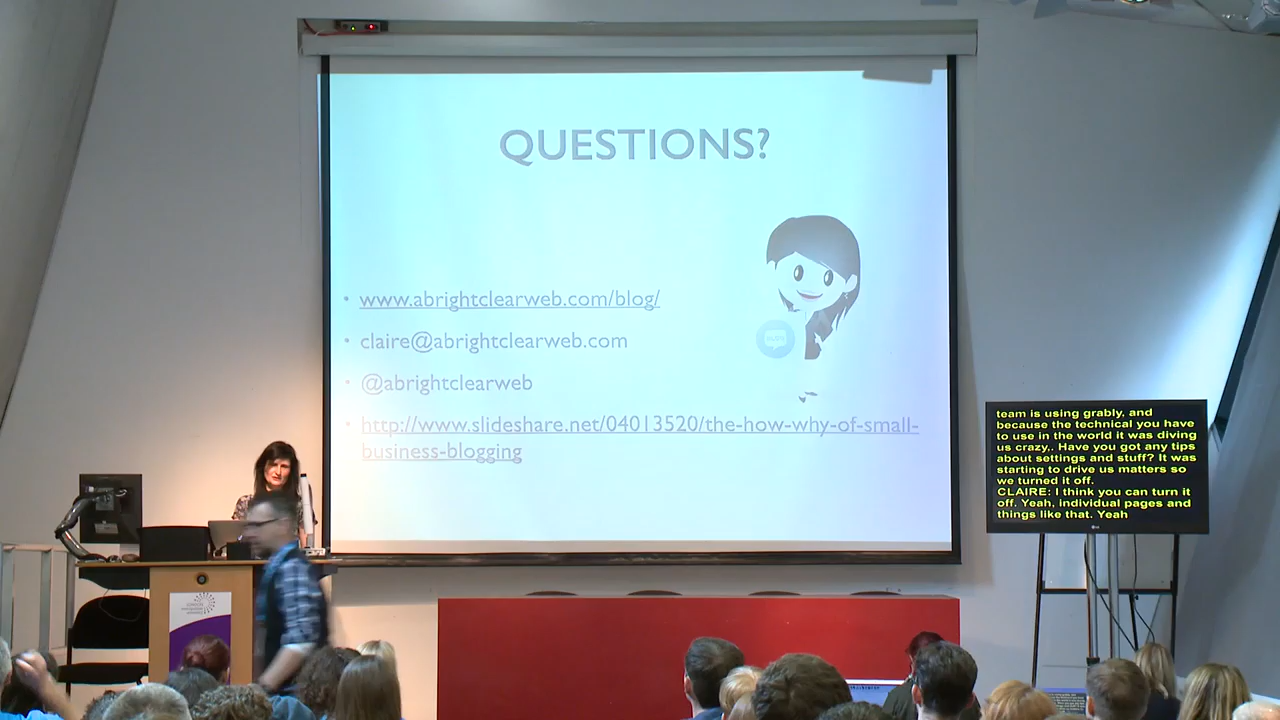 QUESTIONS?
www.abrightclearweb.com/blog/
claire@abrightclearweb.com
@abrightclearweb
http://www.slideshare.net/04013520/the-how-why-of-small-
business-blogging
team is using grably, and
because the technical you have
to use in the world it was diving
us crazy.. Have you got any tips
about settings and stuff? It was
starting to drive us matters so
we turned it off.
CLAIRE: I think you can turn it
off. Yeah, individual pages and
things like that. Yeah
LG